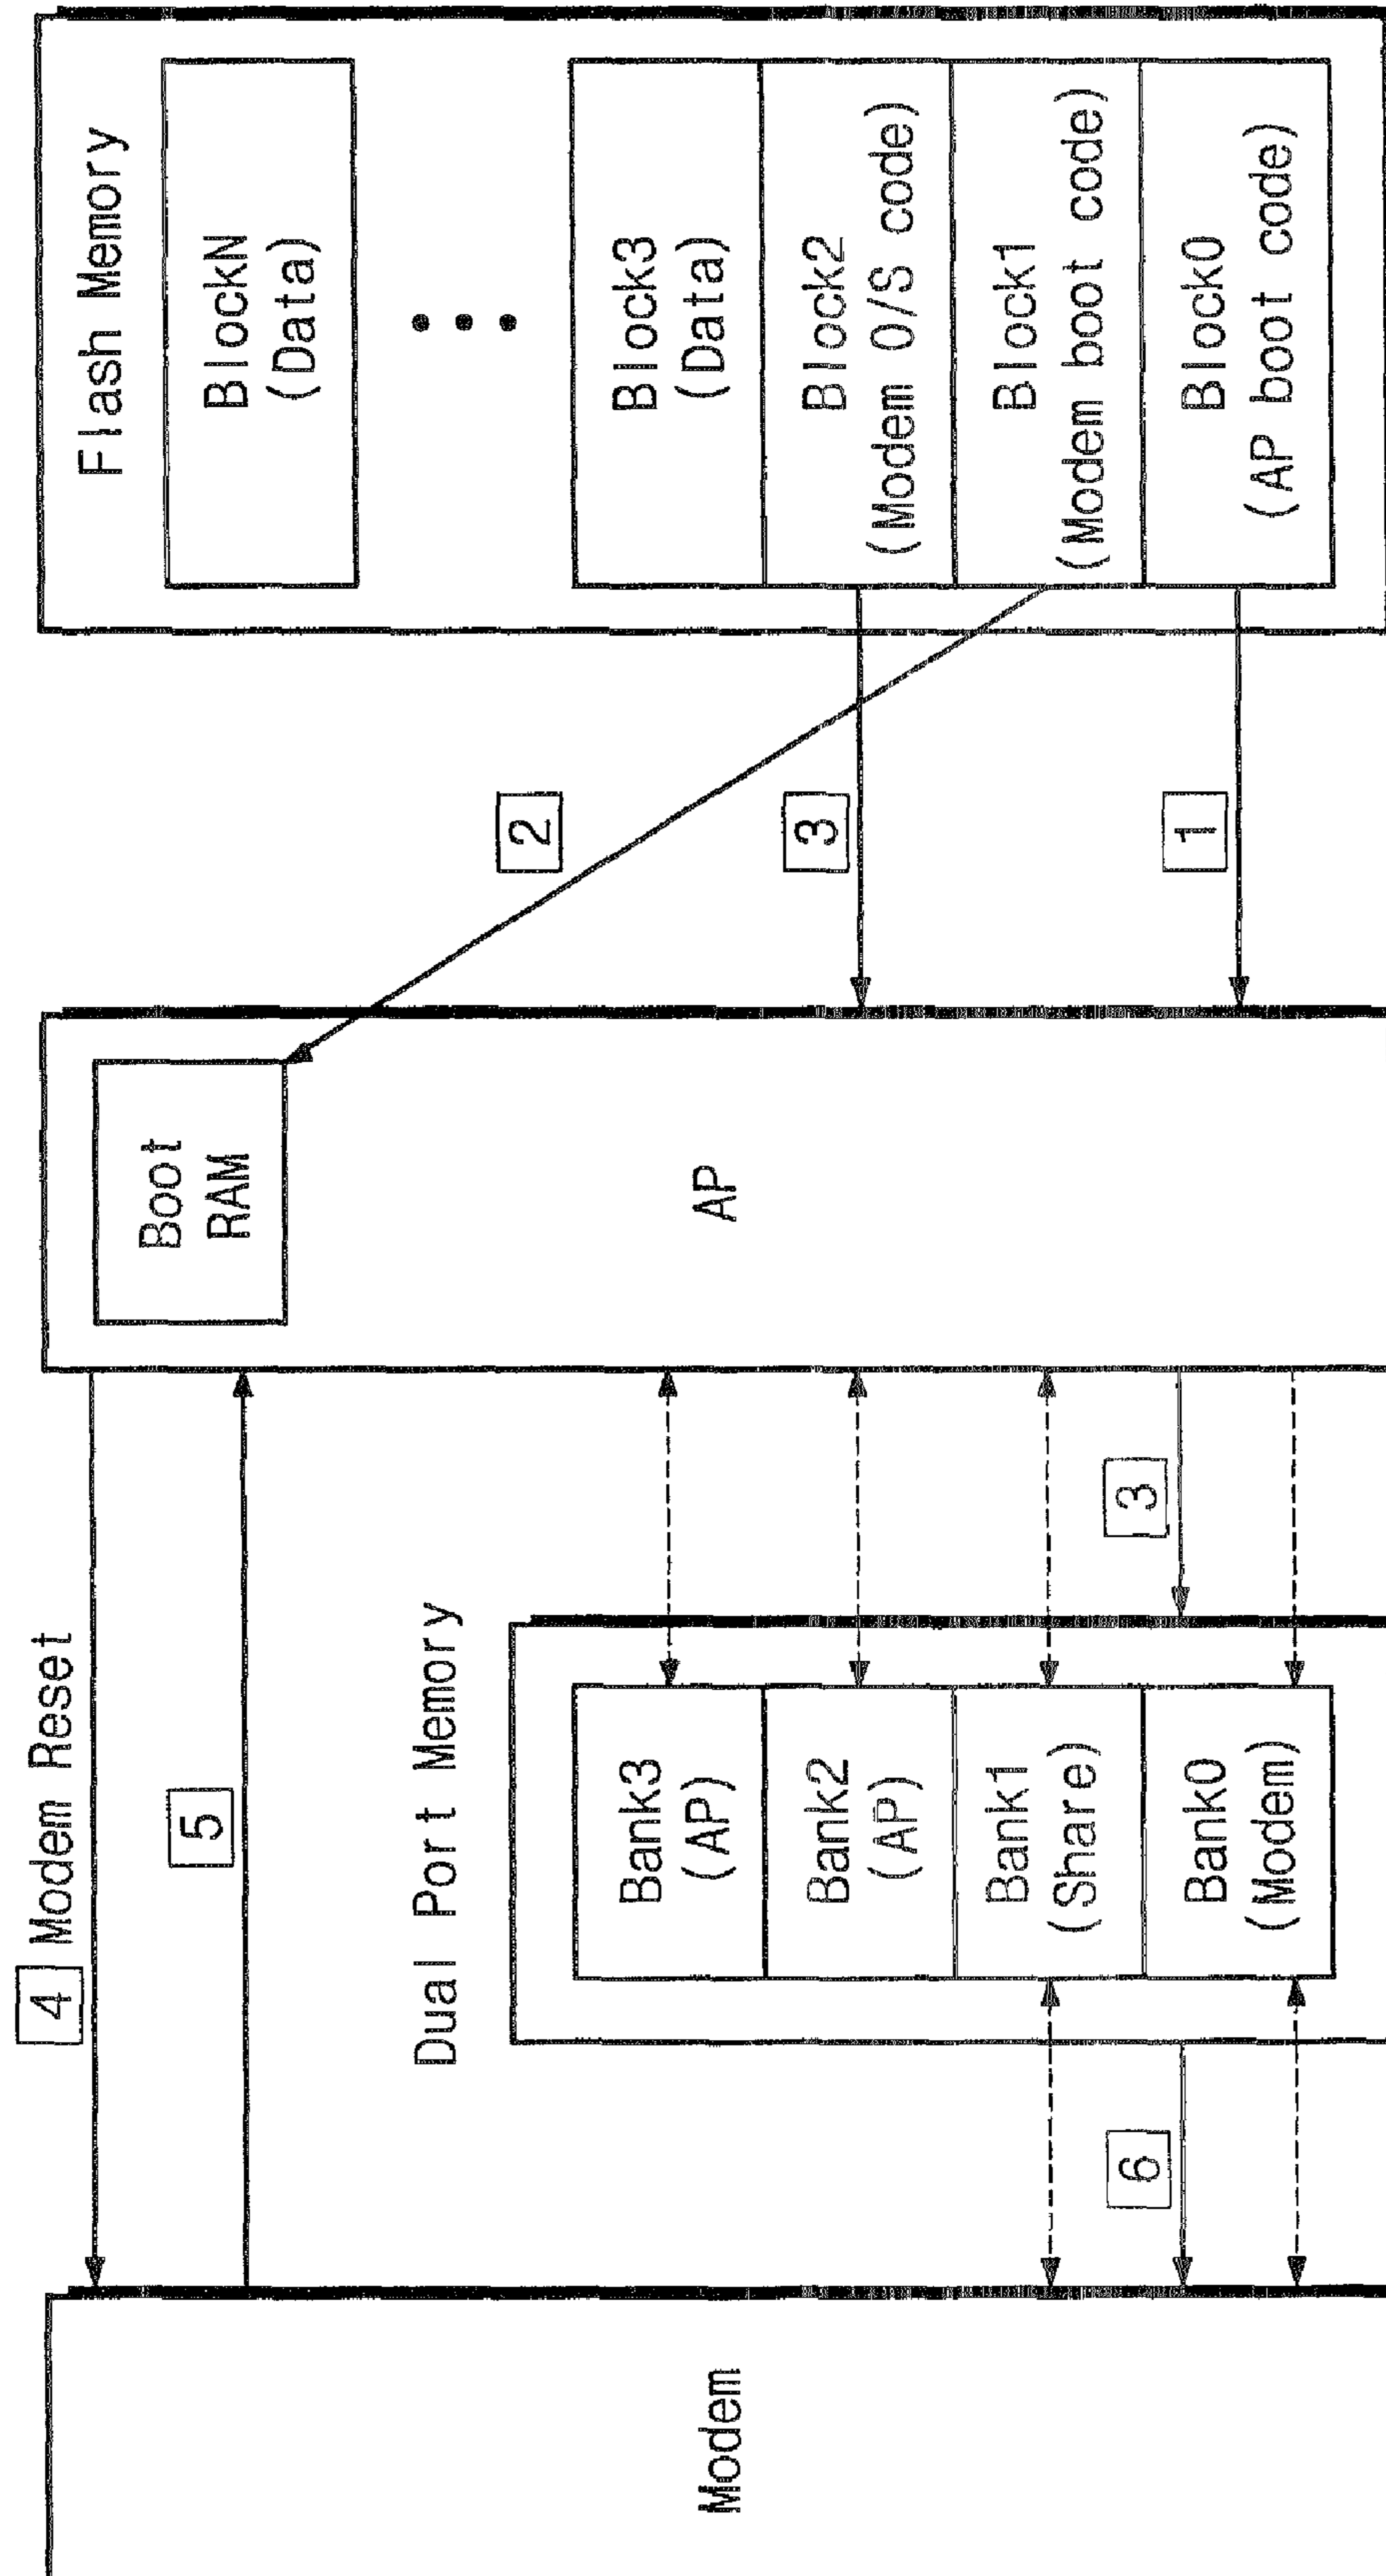 4 Modem Reset
5
Modem
Dual Port Memory
Bank3
(AP)
Bank2
(AP)
Bank1
(Share)
Bank0
(Modem)
6
3
Boot
RAM
AP
2
3
1
Flash Memory
BlockN
(Data)
Block3
(Data)
Block2
(Modem O/S code)
Block1
(Modem boot code)
Block0
(AP boot code)